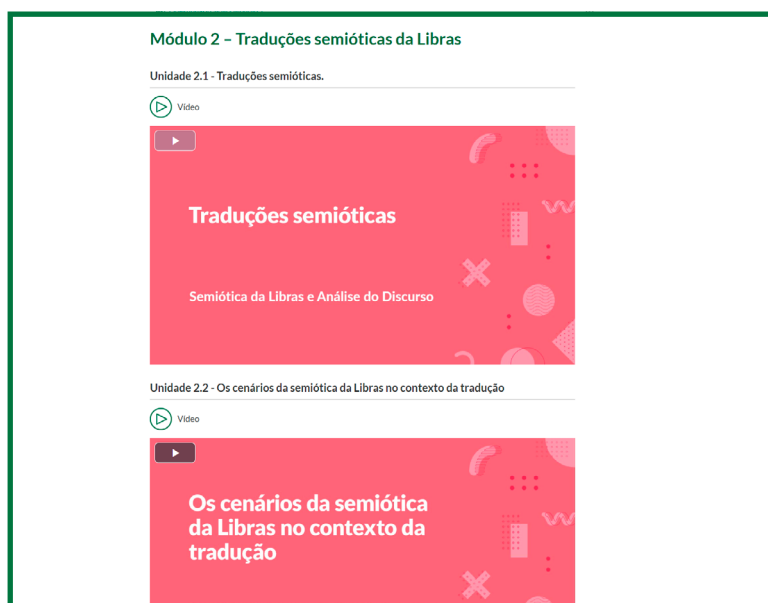 Módulo 2 – Traduções semióticas da Libras
Unidade 2.1 - Traduções semióticas.
Vídeo
Traduções semióticas
Semiótica da Libras e Análise do Discurso
Unidade 2.2 - Os cenários da semiótica da Libras no contexto da tradução
Vídeo
Os cenários da semiótica
da Libras no contexto da
tradução